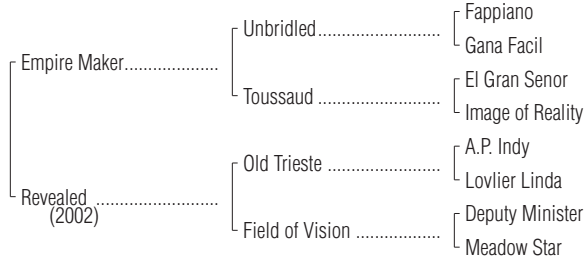 Fappiano
Unbridled
Gana Facil
Empire Maker
El Gran Senor
Toussaud
Image of Reality
A.P. Indy
Old Trieste
Lovlier Linda
Revealed
(2002)
Deputy Minister
Field of Vision
Meadow Star